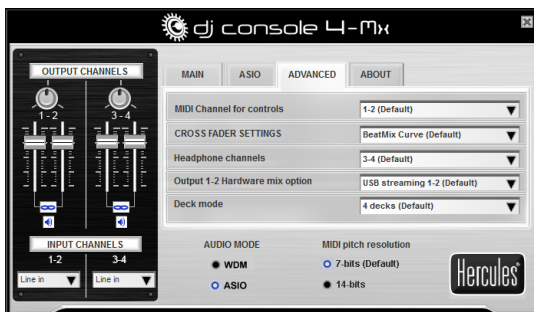 dj console 4-Mx
OUTPUT CHANNELS
1 - 2
3 - 4
INPUT CHANNELS
1-2
3-4
Line in
Line in
MAIN
ASIO
ADVANCED
ABOUT
MIDI Channel for controls
1-2 (Default)
CROSS FADER SETTINGS
BeatMix Curve (Default)
Headphone channels
3-4 (Default)
Output 1-2 Hardware mix option
USB streaming 1-2 (Default)
Deck mode
4 decks (Default)
AUDIO MODE
WDM
ASIO
MIDI pitch resolution
7-bits (Default)
14-bits
Hercules